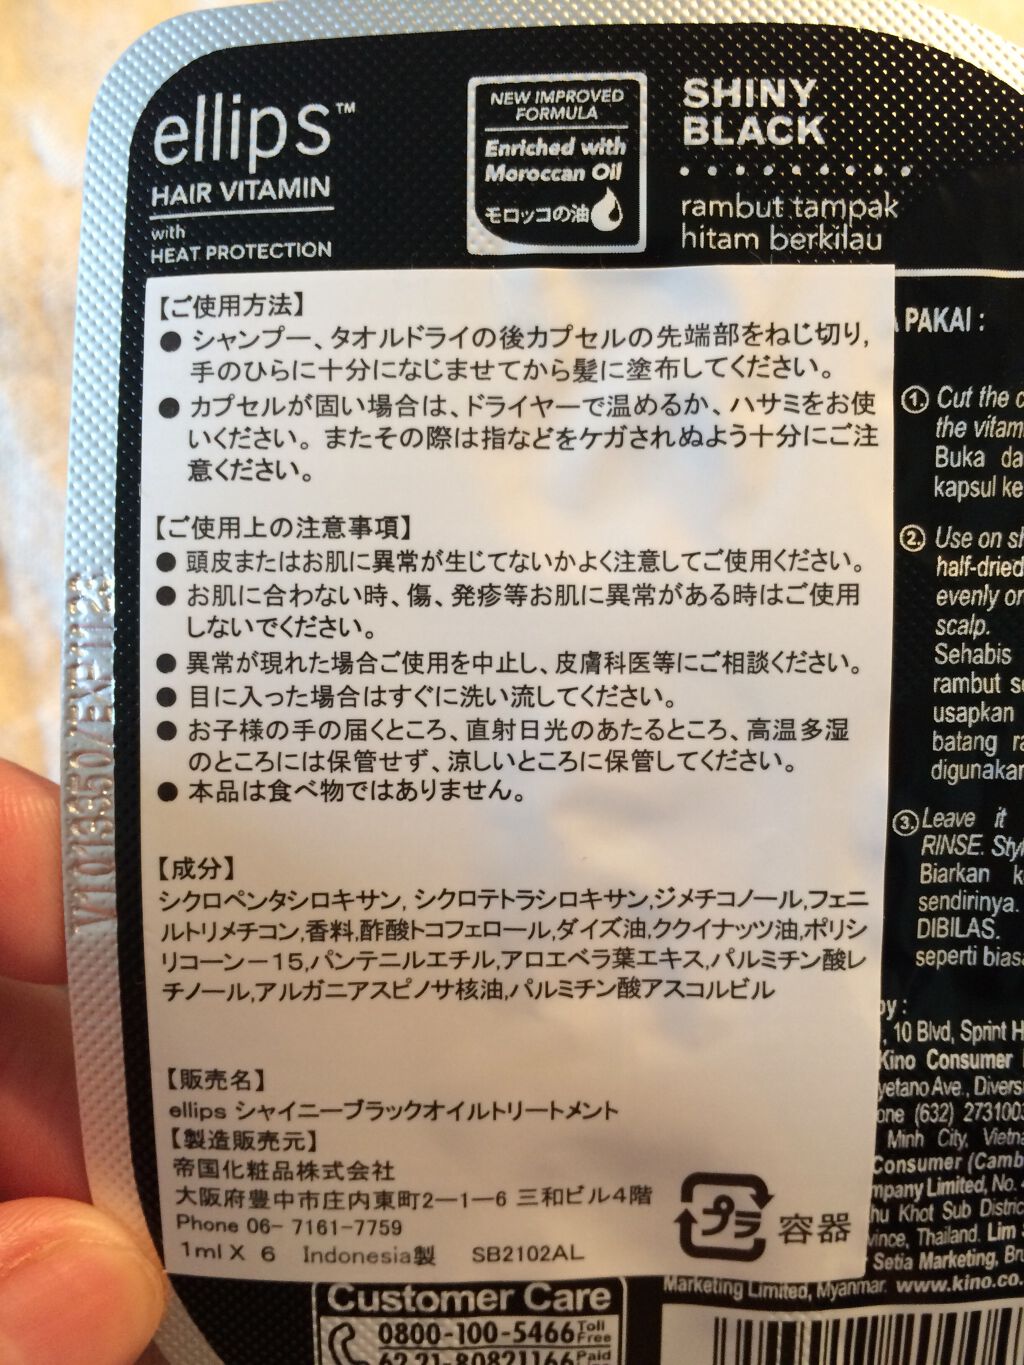 ellips™
HAIR VITAMIN
with
HEAT PROTECTION
NEW IMPROVED
FORMULA
Enriched with
Moroccan Oil
モロッコの油
SHINY
BLACK
rambut tampak
hitam berkilau
【ご使用方法】
● シャンプー、タオルドライの後カプセルの先端部をねじ切り,
手のひらに十分になじませてから髪に塗布してください。
● カプセルが固い場合は、ドライヤーで温めるか、ハサミをお使
いください。またその際は指などをケガされぬよう十分にご注
意ください。
【ご使用上の注意事項】
● 頭皮またはお肌に異常が生じてないかよく注意してご使用ください。
● お肌に合わない時、傷、発疹等お肌に異常がある時はご使用
しないでください。
● 異常が現れた場合ご使用を中止し、皮膚科医等にご相談ください。
● 目に入った場合はすぐに洗い流してください。
● お子様の手の届くところ、直射日光のあたるところ、高温多湿
のところには保管せず、涼しいところに保管してください。
● 本品は食べ物ではありません。
【成分】
シクロペンタシロキサン, シクロテトラシロキサン,ジメチコノール,フェニ
ルトリメチコン,香料,酢酸トコフェロール,ダイズ油,ククイナッツ油,ポリシ
リコーン－15,パンテニルエチル,アロエベラ葉エキス,パルミチン酸レ
チノール,アルガニアスピノサ核油,パルミチン酸アスコルビル
【販売名】
ellips シャイニーブラックオイルトリートメント
【製造販売元】
帝国化粧品株式会社
大阪府豊中市庄内東町2—1—6 三和ビル4階
Phone 06- 7161-7759
1ml X 6 Indonesia製 SB2102AL
プラ 容器
PAKAI :
① Cut the
the
Buka
kapsul
② Use on
half-dried
evenly
scalp.
Sehabis
rambut
usapkan
batang
③ Leave it
RINSE.
Biarkan
sendirinya.
DIBILAS.
seperti
10 Blvd, Sprint
Kino Consumer
Ave.,
(632)
Minh City,
Consumer
Limited, No.
Khot Sub
Thailand. Lim
Setia Marketing,
Marketing Limited, Myanmar. www.kino.co.
Customer Care
0800-100-5466 Toll Free
62 21-80821166 Paid